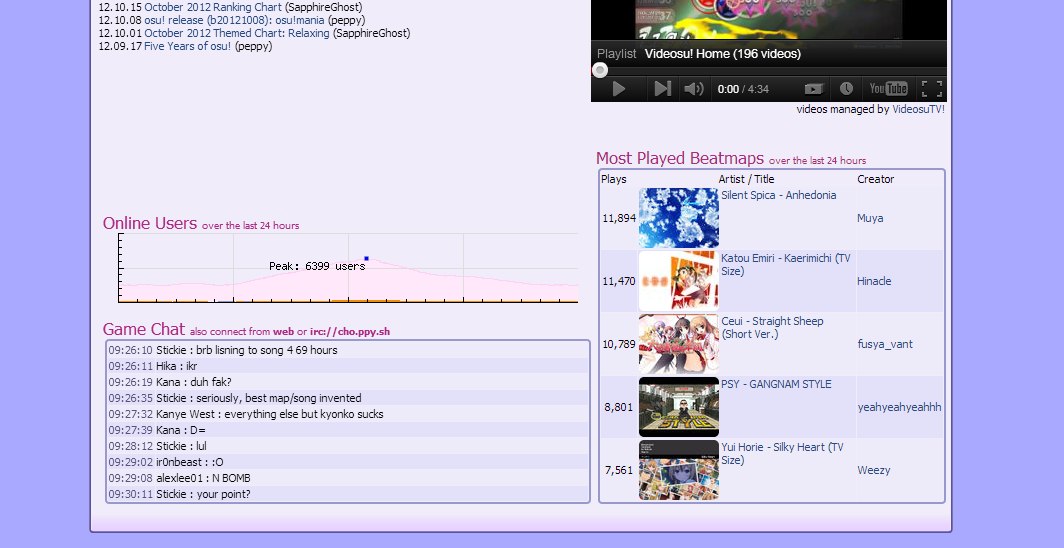 12.10.15 October 2012 Ranking Chart (SapphireGhost)
12.10.08 osu! release (b20121008): osu!mania (peppy)
12.10.01 October 2012 Themed Chart: Relaxing (SapphireGhost)
12.09.17 Five Years of osu! (peppy)
Playlist Videosu! Home (196 videos)
0:00 / 4:34
YouTube
videos managed by VideosuTV!
Online Users over the last 24 hours
Peak: 6399 users
Game Chat also connect from web or irc://cho.ppy.sh
09:26:10 Stickie : brb lisning to song 4 69 hours
09:26:11 Hika : ikr
09:26:19 Kana : duh fak?
09:26:35 Stickie : seriously, best map/song invented
09:27:32 Kanye West : everything else but kyonko sucks
09:27:39 Kana : D=
09:28:12 Stickie : lul
09:29:02 ir0nbeast : :O
09:29:08 alexlee01 : N BOMB
09:30:11 Stickie : your point?
Most Played Beatmaps over the last 24 hours
Plays Artist / Title Creator
11,894 Silent Spica - Anhedonia Muya
11,470 Katou Emiri - Kaerimichi (TV
Size) Hinacle
10,789 Ceui - Straight Sheep
(Short Ver.) fusya_vant
8,801 PSY - GANGNAM STYLE yeahyeahyeahhh
7,561 Yui Horie - Silky Heart (TV
Size) Weezy